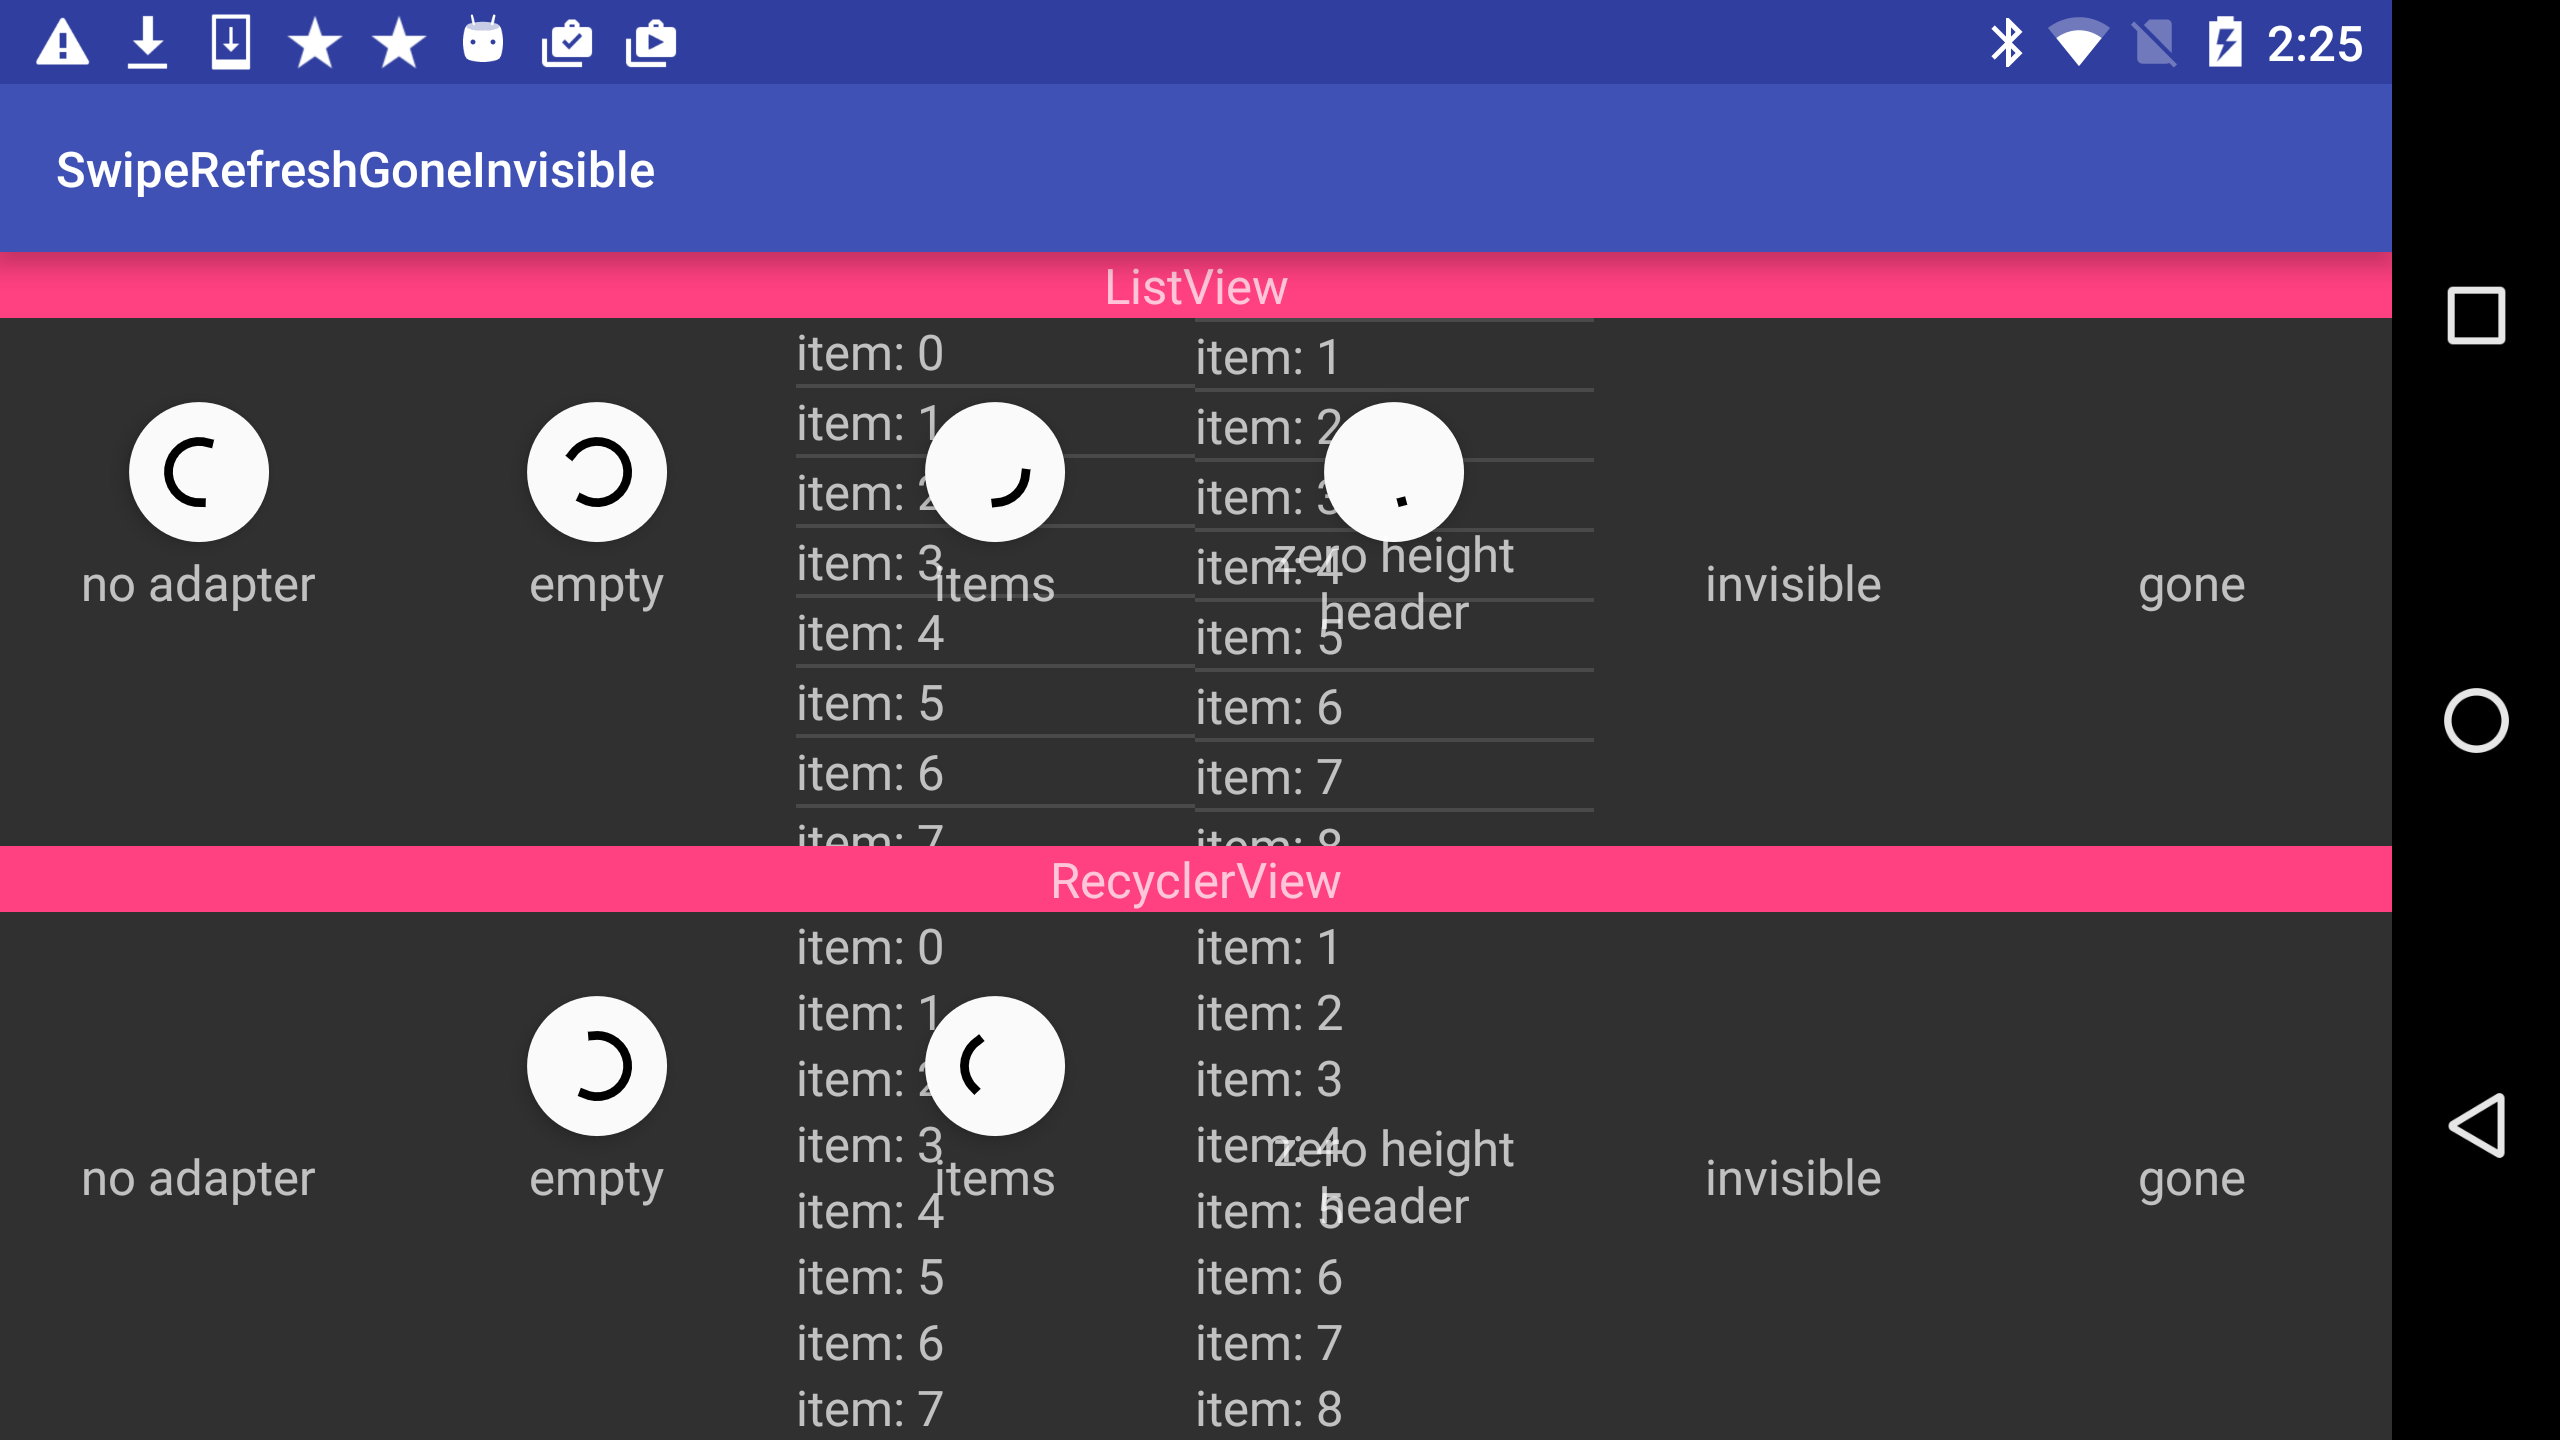 2:25
SwipeRefreshGoneInvisible
ListView
no adapter
empty
item: 0
item: 1
item: 2
item: 3
item: 4
item: 5
item: 6
item: 7
items
item: 1
item: 2
item: 3
item: 4
item: 5
item: 6
item: 7
item: 8
zero height
header
invisible
gone
RecyclerView
no adapter
empty
item: 0
item: 1
item: 2
item: 3
item: 4
item: 5
item: 6
item: 7
items
item: 1
item: 2
item: 3
item: 4
item: 5
item: 6
item: 7
item: 8
zero height
header
invisible
gone